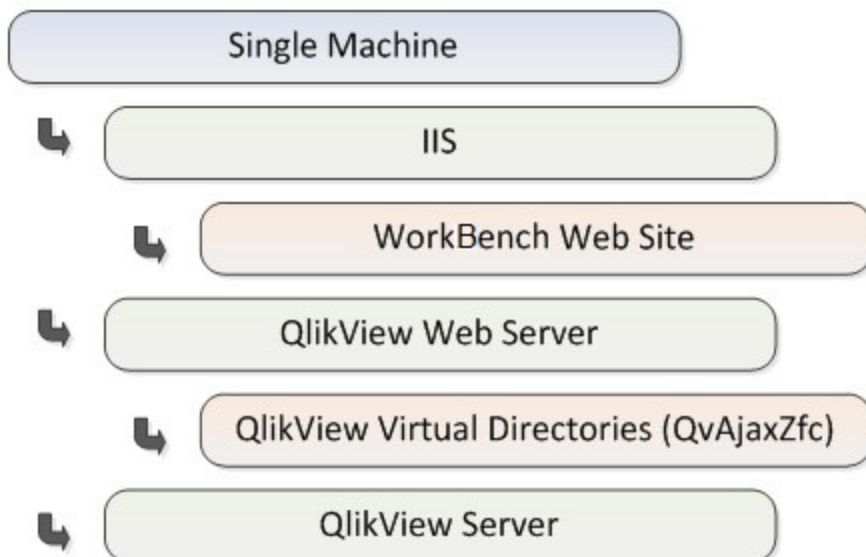 Single Machine
IIS
WorkBench Web Site
QlikView Web Server
QlikView Virtual Directories (QvAjaxZfc)
QlikView Server